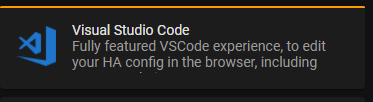 Visual Studio Code
Fully featured VSCode experience, to edit
your HA config in the browser, including